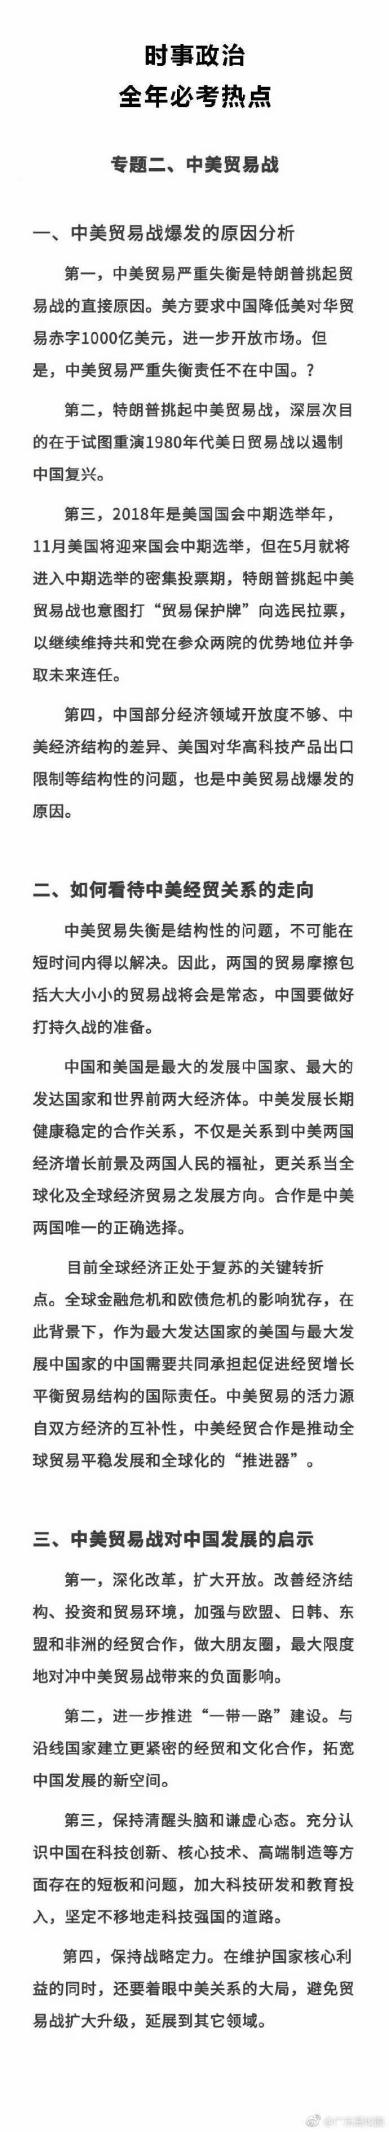 时事政治
全年必考热点
专题二、中美贸易战
一、中美贸易战爆发的原因分析
第一，中美贸易严重失衡是特朗普挑起贸
易战的直接原因。美方要求中国降低美对华贸
易赤字1000亿美元，进一步开放市场。但
是，中美贸易严重失衡责任不在中国。?
第二，特朗普挑起中美贸易战，深层次目
的在于试图重演1980年代美日贸易战以遏制
中国复兴。
第三，2018年是美国国会中期选举年，
11月美国将迎来国会中期选举，但在5月就将
进入中期选举的密集投票期，特朗普挑起中美
贸易战也意图打“贸易保护牌”向选民拉票，
以继续维持共和党在参众两院的优势地位并争
取未来连任。
第四，中国部分经济领域开放度不够、中
美经济结构的差异、美国对华高科技产品出口
限制等结构性的问题，也是中美贸易战爆发的
原因。
二、如何看待中美经贸关系的走向
中美贸易失衡是结构性的问题，不可能在
短时间内得以解决。因此，两国的贸易摩擦包
括大大小小的贸易战将会是常态，中国要做好
打持久战的准备。
中国和美国是最大的发展中国家、最大的
发达国家和世界前两大经济体。中美发展长期
健康稳定的合作关系，不仅是关系到中美两国
经济增长前景及两国人民的福祉，更关系当全
球化及全球经济贸易之发展方向。合作是中美
两国唯一的正确选择。
目前全球经济正处于复苏的关键转折
点。全球金融危机和欧债危机的影响犹存，在
此背景下，作为最大发达国家的美国与最大发
展中国家的中国需要共同承担起促进经贸增长
平衡贸易结构的国际责任。中美贸易的活力源
自双方经济的互补性，中美经贸合作是推动全
球贸易平稳发展和全球化的“推进器”。
三、中美贸易战对中国发展的启示
第一，深化改革，扩大开放。改善经济结
构、投资和贸易环境，加强与欧盟、日韩、东
盟和非洲的经贸合作，做大朋友圈，最大限度
地对冲中美贸易战带来的负面影响。
第二，进一步推进“一带一路”建设。与
沿线国家建立更紧密的经贸和文化合作，拓宽
中国发展的新空间。
第三，保持清醒头脑和谦虚心态。充分认
识中国在科技创新、核心技术、高端制造等方
面存在的短板和问题，加大科技研发和教育投
入，坚定不移地走科技强国的道路。
第四，保持战略定力。在维护国家核心利
益的同时，还要着眼中美关系的大局，避免贸
易战扩大升级，延展到其它领域。